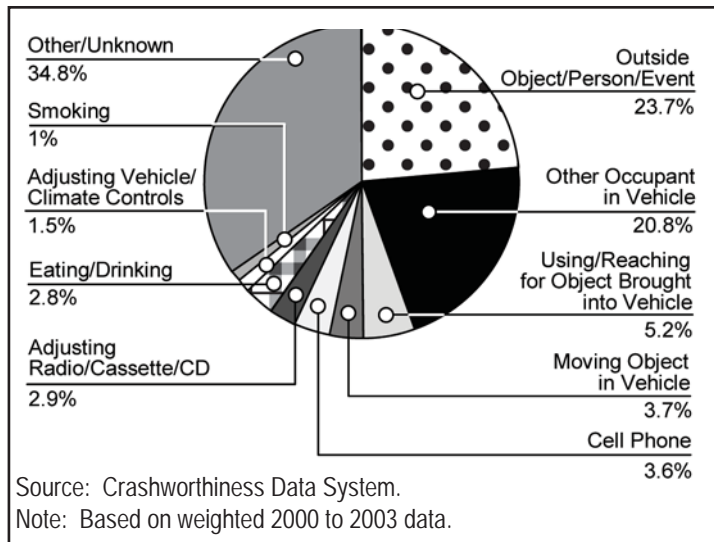 Other/Unknown
34.8%
Smoking
1%
Adjusting Vehicle/
Climate Controls
1.5%
Eating/Drinking
2.8%
Adjusting
Radio/Cassette/CD
2.9%
Outside
Object/Person/Event
23.7%
Other Occupant
in Vehicle
20.8%
Using/Reaching
for Object Brought
into Vehicle
5.2%
Moving Object
in Vehicle
3.7%
Cell Phone
3.6%
Source: Crashworthiness Data System.
Note: Based on weighted 2000 to 2003 data.